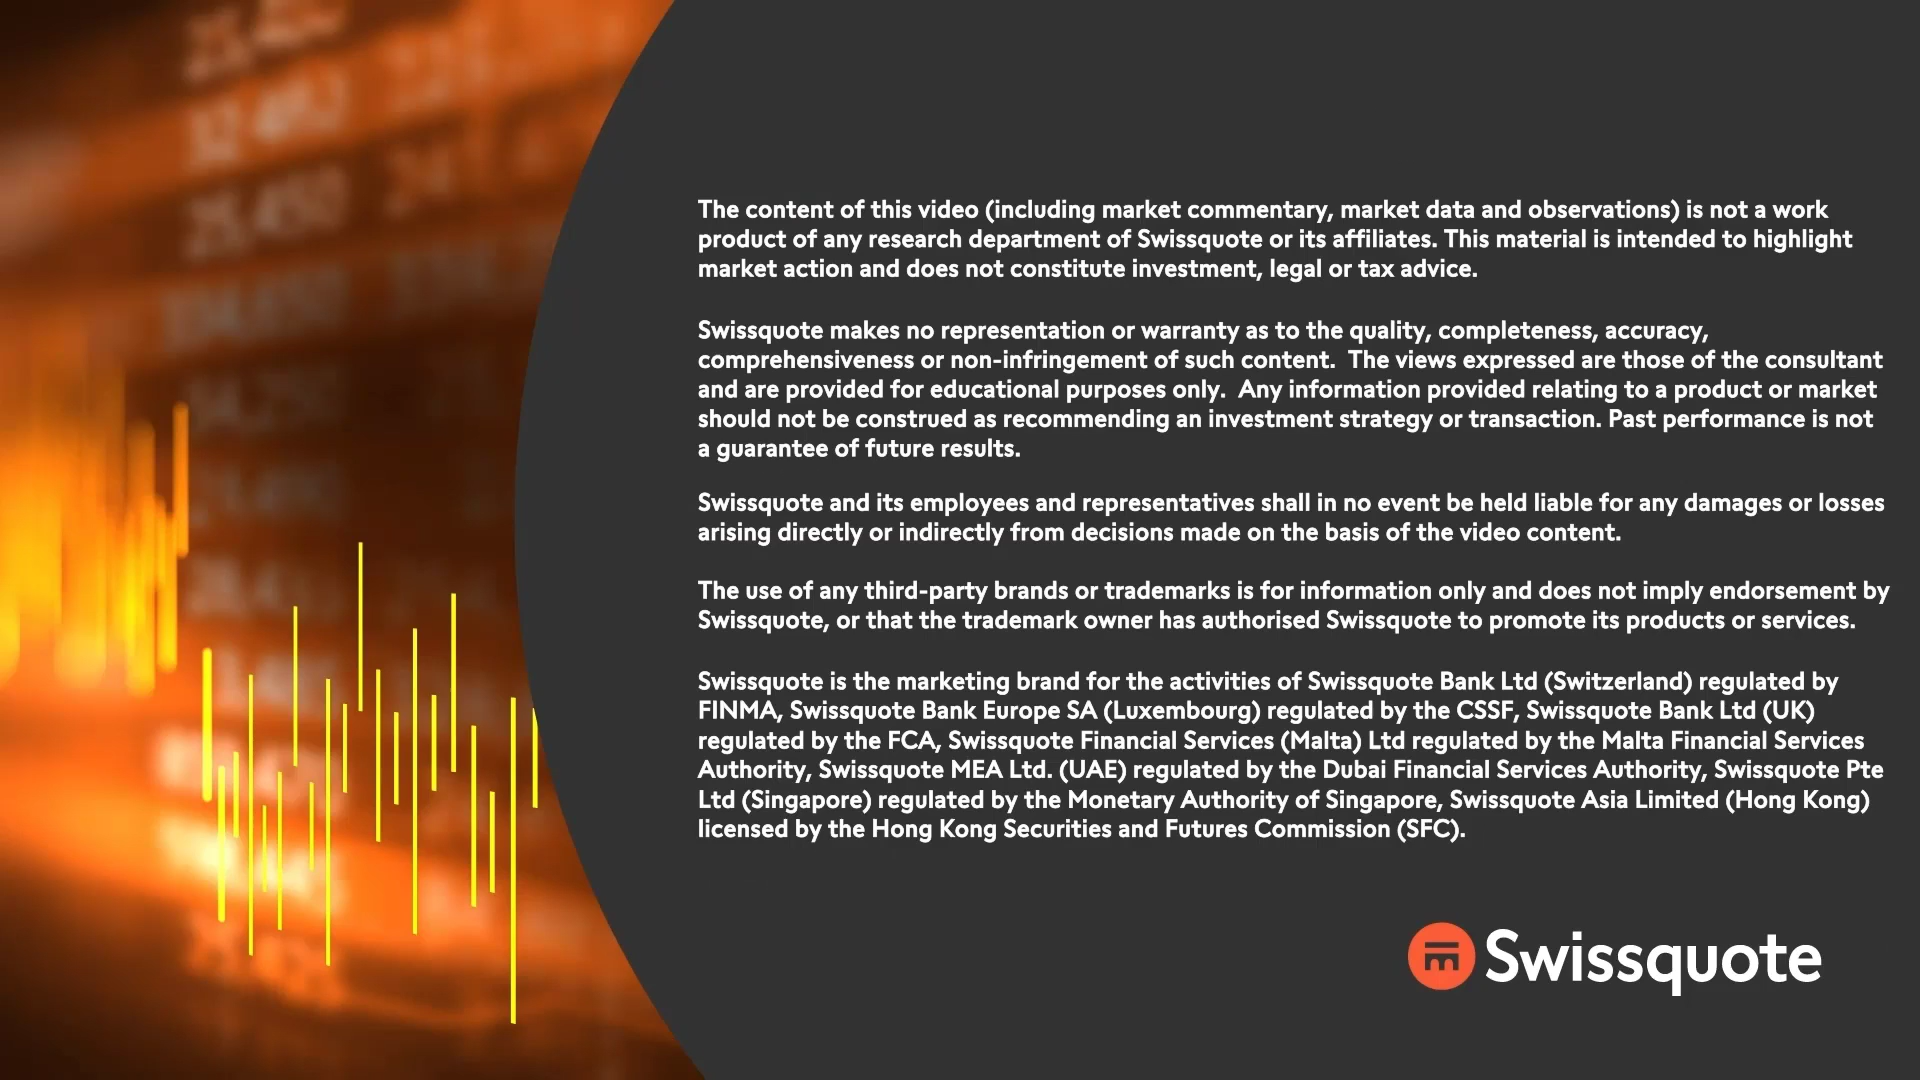 The content of this video (including market commentary, market data and observations) is not a work
product of any research department of Swissquote or its affiliates. This material is intended to highlight
market action and does not constitute investment, legal or tax advice.
Swissquote makes no representation or warranty as to the quality, completeness, accuracy,
comprehensiveness or non-infringement of such content.  The views expressed are those of the consultant
and are provided for educational purposes only.  Any information provided relating to a product or market
should not be construed as recommending an investment strategy or transaction. Past performance is not
a guarantee of future results.
Swissquote and its employees and representatives shall in no event be held liable for any damages or losses
arising directly or indirectly from decisions made on the basis of the video content.
The use of any third-party brands or trademarks is for information only and does not imply endorsement by
Swissquote, or that the trademark owner has authorised Swissquote to promote its products or services.
Swissquote is the marketing brand for the activities of Swissquote Bank Ltd (Switzerland) regulated by
FINMA, Swissquote Bank Europe SA (Luxembourg) regulated by the CSSF, Swissquote Bank Ltd (UK)
regulated by the FCA, Swissquote Financial Services (Malta) Ltd regulated by the Malta Financial Services
Authority, Swissquote MEA Ltd. (UAE) regulated by the Dubai Financial Services Authority, Swissquote Pte
Ltd (Singapore) regulated by the Monetary Authority of Singapore, Swissquote Asia Limited (Hong Kong)
licensed by the Hong Kong Securities and Futures Commission (SFC).
Swissquote